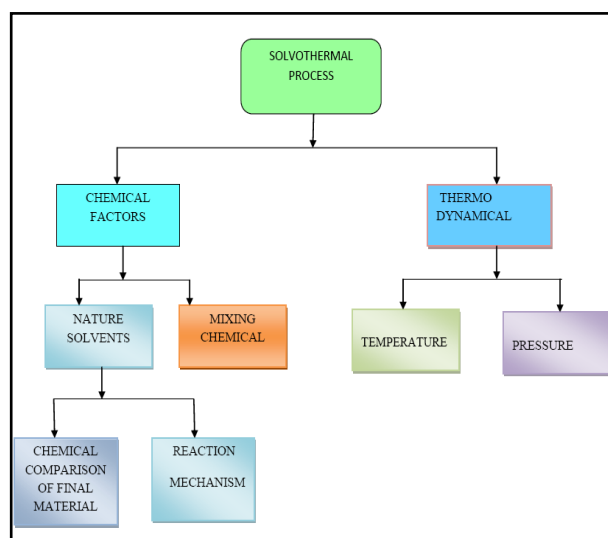 SOLVOTHERMAL
PROCESS
CHEMICAL
FACTORS
THERMO
DYNAMICAL
NATURE
SOLVENTS
MIXING
CHEMICAL
TEMPERATURE
PRESSURE
CHEMICAL
COMPARISON
OF FINAL
MATERIAL
REACTION
MECHANISM